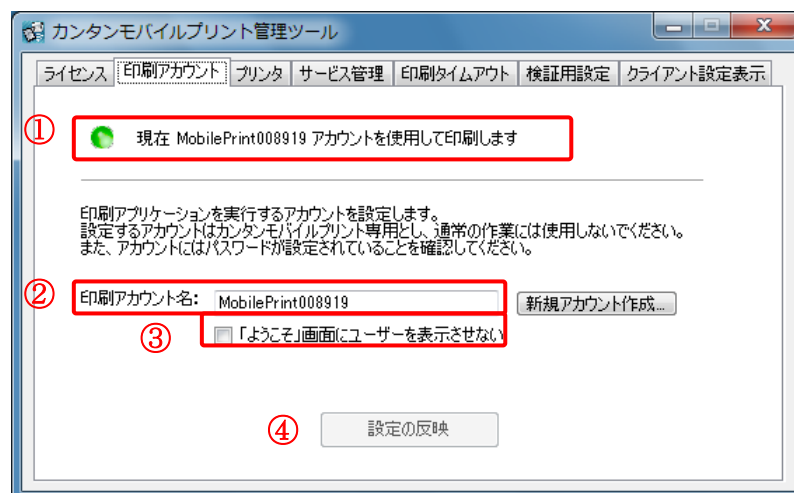 カンタンモバイルプリント管理ツール
ライセンス 印刷アカウント プリンタ サービス管理 印刷タイムアウト 検証用設定 クライアント設定表示
① 現在 MobilePrint008919 アカウントを使用して印刷します
印刷アプリケーションを実行するアカウントを設定します。
設定するアカウントはカンタンモバイルプリント専用とし、通常の作業には使用しないでください。
また、アカウントにはパスワードが設定されていることを確認してください。
② 印刷アカウント名: MobilePrint008919 新規アカウント作成...
③ 「ようこそ」画面にユーザーを表示させない
④ 設定の反映